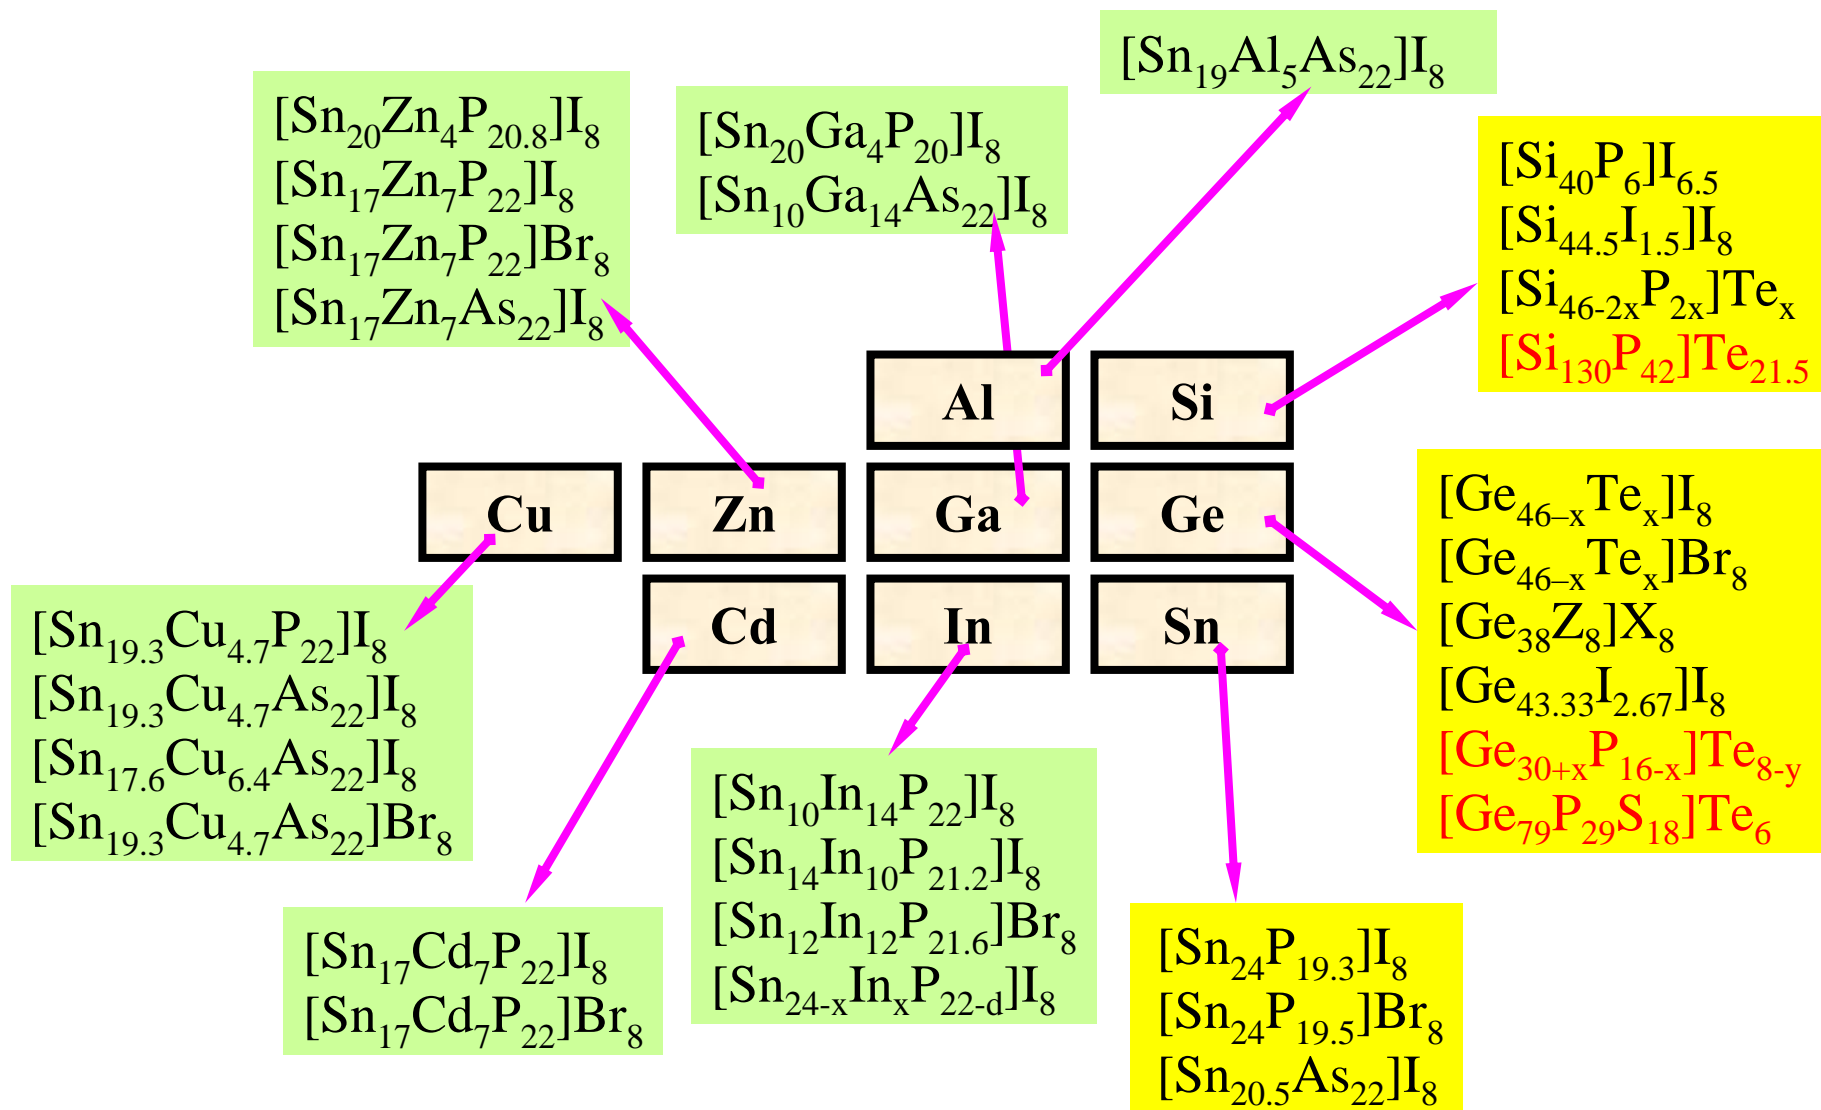 [Sn₁₉Al₅As₂₂]I₈
[Sn₂₀Zn₄P₂₀.₈]I₈
[Sn₁₇Zn₇P₂₂]I₈
[Sn₁₇Zn₇P₂₂]Br₈
[Sn₁₇Zn₇As₂₂]I₈
[Sn₂₀Ga₄P₂₀]I₈
[Sn₁₀Ga₁₄As₂₂]I₈
[Si₄₀P₆]I₆.₅
[Si₄₄.₅I₁.₅]I₈
[Si₄₆₋₂ₓP₂ₓ]Teₓ
[Si₁₃₀P₄₂]Te₂₁.₅
Al
Si
Cu
Zn
Ga
Ge
Cd
In
Sn
[Ge₄₆₋ₓTeₓ]I₈
[Ge₄₆₋ₓTeₓ]Br₈
[Ge₃₈Z₈]X₈
[Ge₄₃.₃₃I₂.₆₇]I₈
[Ge₃₀₊ₓP₁₆₋ₓ]Te₈₋y
[Ge₇₉P₂₉S₁₈]Te₆
[Sn₁₉.₃Cu₄.₇P₂₂]I₈
[Sn₁₉.₃Cu₄.₇As₂₂]I₈
[Sn₁₇.₆Cu₆.₄As₂₂]I₈
[Sn₁₉.₃Cu₄.₇As₂₂]Br₈
[Sn₁₇Cd₇P₂₂]I₈
[Sn₁₇Cd₇P₂₂]Br₈
[Sn₁₀In₁₄P₂₂]I₈
[Sn₁₄In₁₀P₂₁.₂]I₈
[Sn₁₂In₁₂P₂₁.₆]Br₈
[Sn₂₄₋ₓInₓP₂₂₋d]I₈
[Sn₂₄P₁₉.₃]I₈
[Sn₂₄P₁₉.₅]Br₈
[Sn₂₀.₅As₂₂]I₈